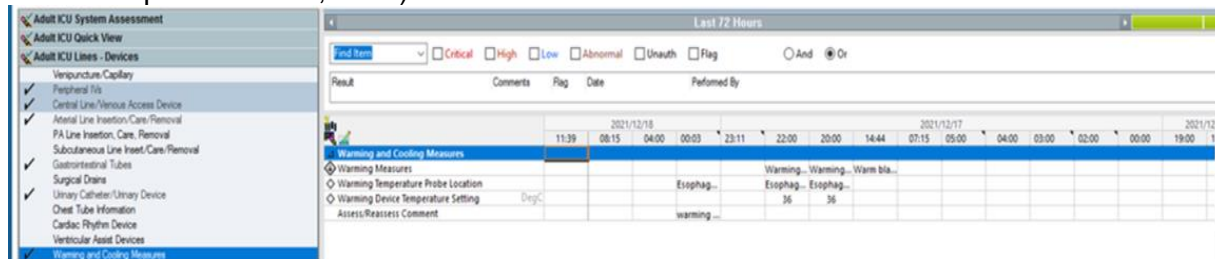 Adult ICU System Assessment
Adult ICU Quick View
Adult ICU Lines - Devices
Venipuncture/Capillary
Peripheral IVs
Central Line/Venous Access Device
Arterial Line Insertion/Care/Removal
PA Line Insertion, Care, Removal
Subcutaneous Line Insert/Care/Removal
Gastrointestinal Tubes
Surgical Drains
Urinary Catheter/Urinary Device
Chest Tube Information
Cardiac Rhythm Device
Ventricular Assist Devices
Warming and Cooling Measures
Last 72 Hours
Find Item Critical High Low Abnormal Unauth Flag And Or
Result Comments Flag Date Performed By
2021/12/18 2021/12/17
11:39 08:15 04:00 00:03 23:11 22:00 20:00 14:44 07:15 05:00 04:00 03:00 02:00 00:00 19:00
Warming and Cooling Measures
Warming Measures Warming... Warming... Warm bla...
Warming Temperature Probe Location Esophag... Esophag... Esophag...
Warming Device Temperature Setting DegC 36 36
Assess/Reassess Comment warming ...